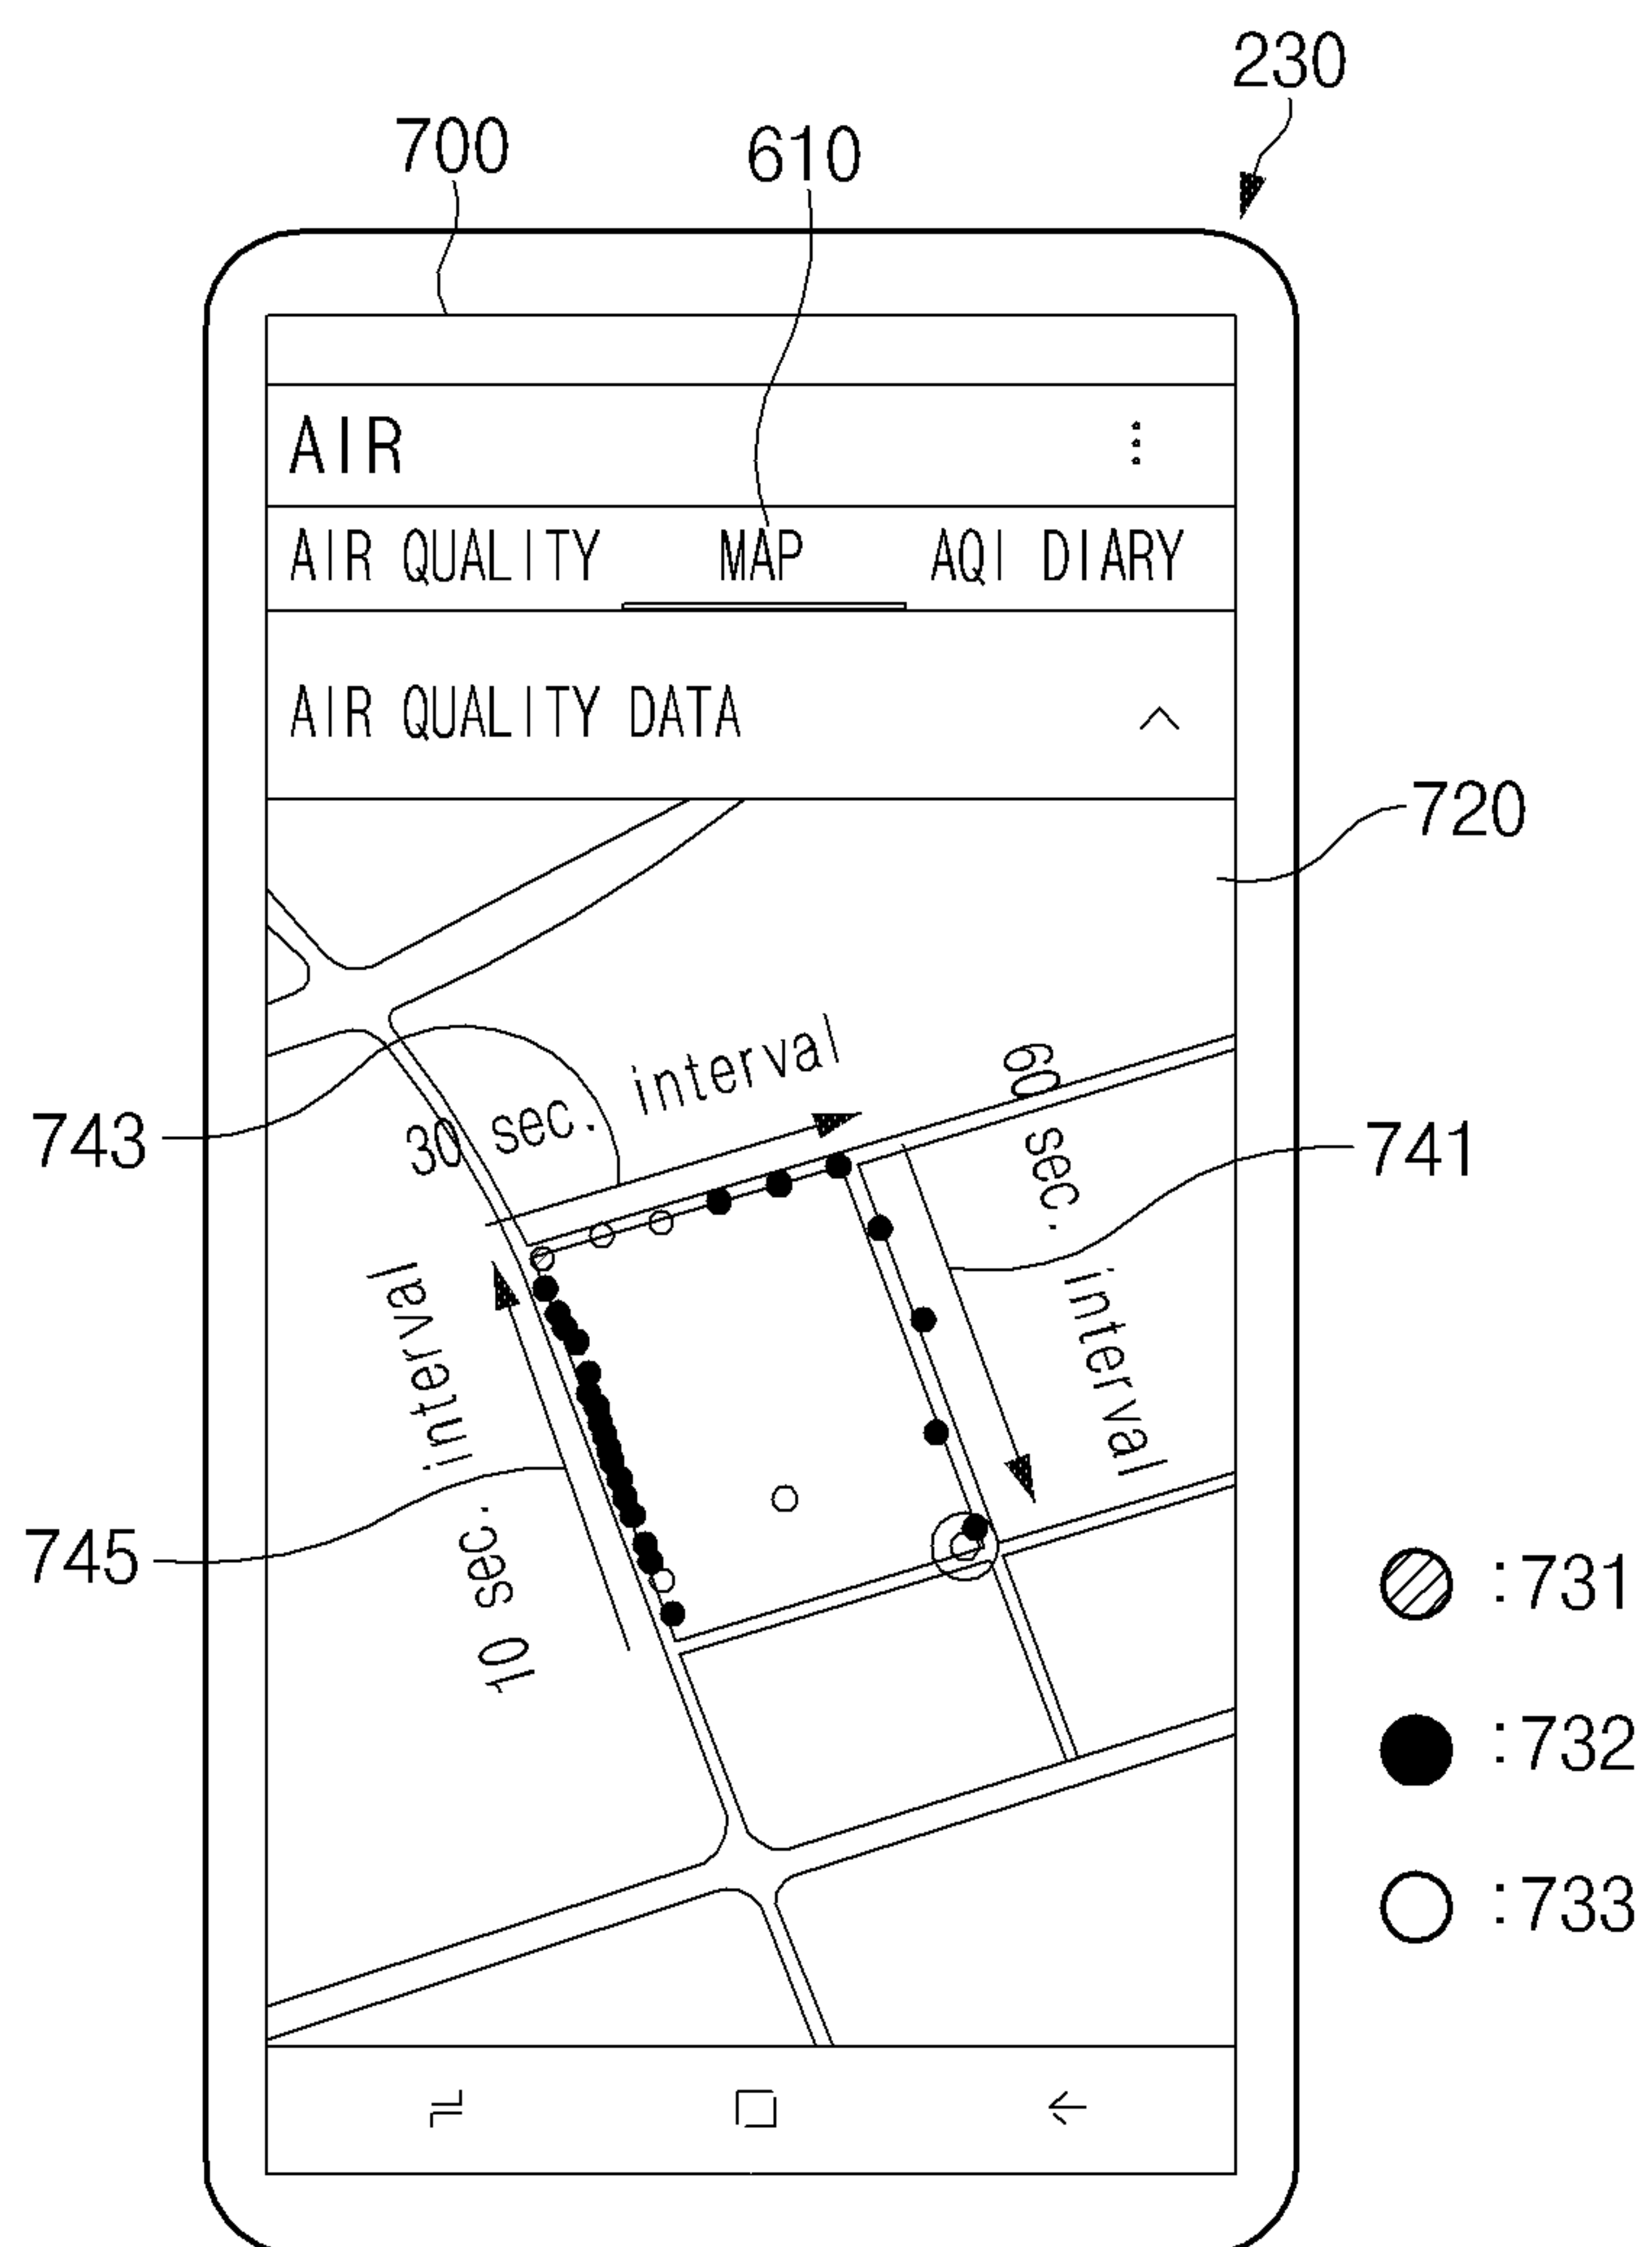 230
700
610
AIR
AIR QUALITY MAP AQI DIARY
AIR QUALITY DATA
720
30 sec. interval
60 sec. interval
743
741
10 sec. interval
745
:731
:732
:733